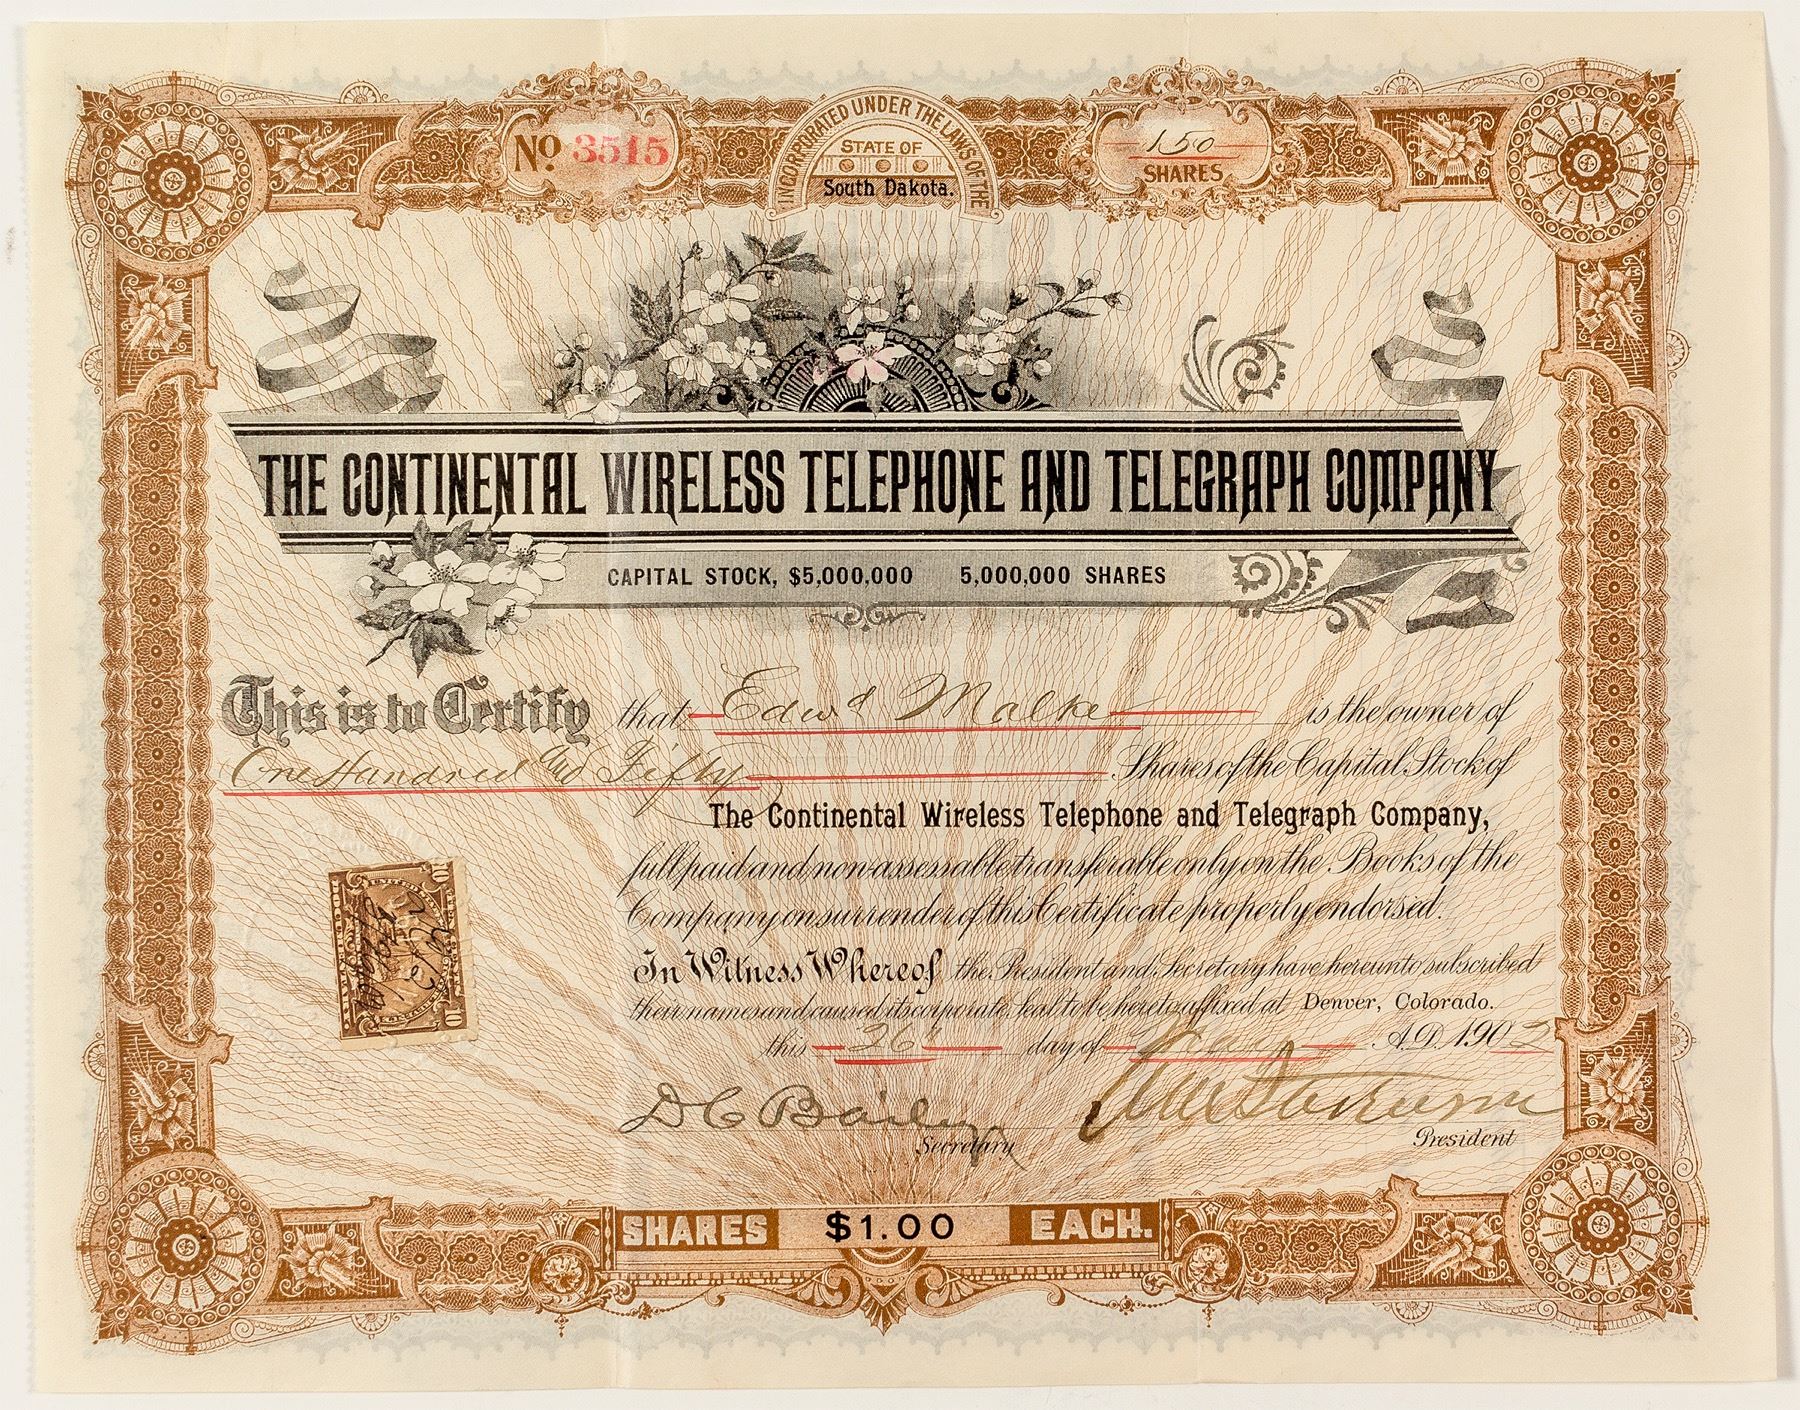 No. 3515
INCORPORATED UNDER THE LAWS OF THE
STATE OF
South Dakota.
150
SHARES
THE CONTINENTAL WIRELESS TELEPHONE AND TELEGRAPH COMPANY
CAPITAL STOCK, $5,000,000 5,000,000 SHARES
This is to Certify that Edwd Malke is the owner of
One Hundred and Fifty Shares of the Capital Stock of
The Continental Wireless Telephone and Telegraph Company,
full paid and non-assessable transferable only on the Books of the
Company on surrender of this Certificate properly endorsed.
In Witness Whereof the President and Secretary have hereunto subscribed
their names and caused its corporate Seal to be hereto affixed at Denver, Colorado.
this 26 day of A.D. 1902
D C Bailey
Secretary
President
SHARES $1.00 EACH.